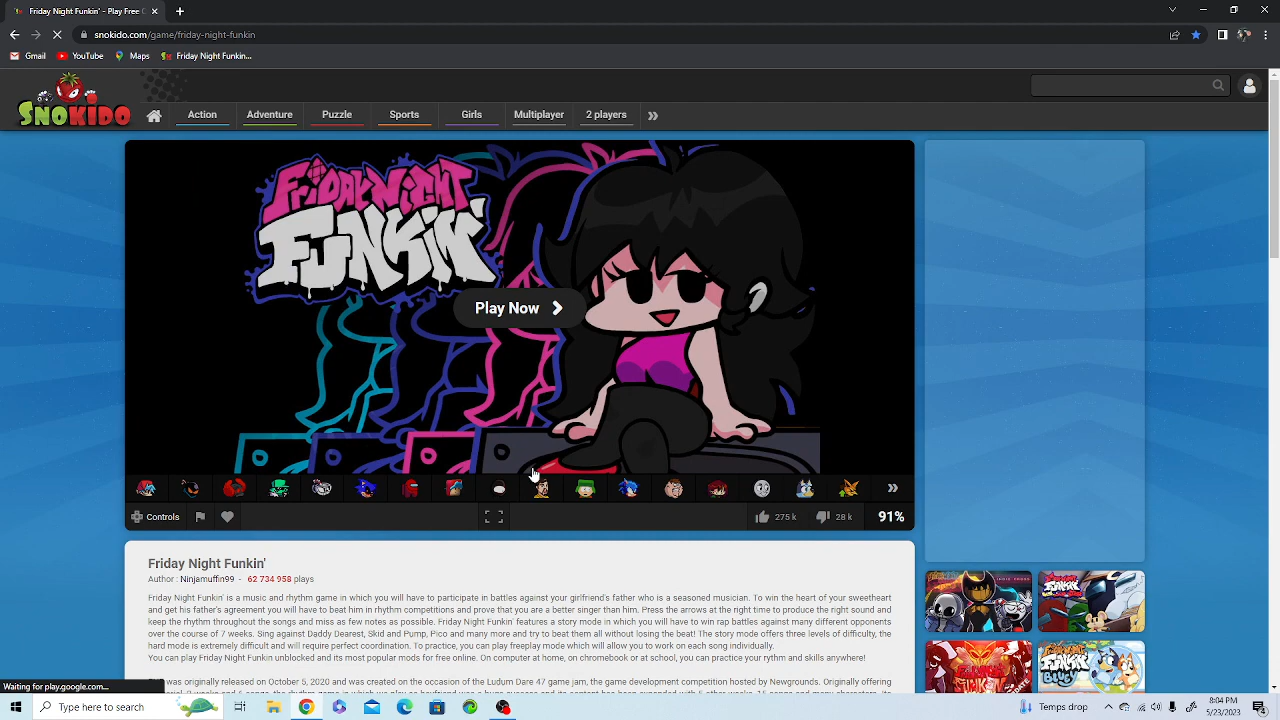 Friday Night Funkin' - Play Free
snokido.com/game/friday-night-funkin
Gmail
YouTube
Maps
Friday Night Funkin'...
SNOKIDO
Action
Adventure
Puzzle
Sports
Girls
Multiplayer
2 players
FRIDAY NIGHT
FUNKIN'
Play Now
Controls
275 k
28 k
91%
Friday Night Funkin'
Author : Ninjamuffin99 - 62 734 958 plays
Friday Night Funkin' is a music and rhythm game in which you will have to participate in battles against your girlfriend's father who is a seasoned musician. To win the heart of your sweetheart
and get his father's agreement you will have to beat him in rhythm competitions and prove that you are a better singer than him. Press the arrows at the right time to produce the right sound and
keep the rhythm throughout the songs and miss as few notes as possible. Friday Night Funkin' features a story mode in which you will have to win rap battles against many different opponents
over the course of 7 weeks. Sing against Daddy Dearest, Skid and Pump, Pico and many more and try to beat them all without losing the beat! The story mode offers three levels of difficulty, the
hard mode is extremely difficult and will require perfect coordination. To practice, you can play freeplay mode which will allow you to work on each song individually.
You can play Friday Night Funkin unblocked and its most popular mods for free online. On computer at home, on chromebook or at school, you can practice your rythm and skills anywhere!
was originally released on October 5, 2020 and was created on the occasion of the Ludum Dare 47 game jam, the game development competition hosted by Newgrounds. Originally offering
Waiting for play.google.com...
Type here to search
Temps drop
8:04 PM
5/23/2023